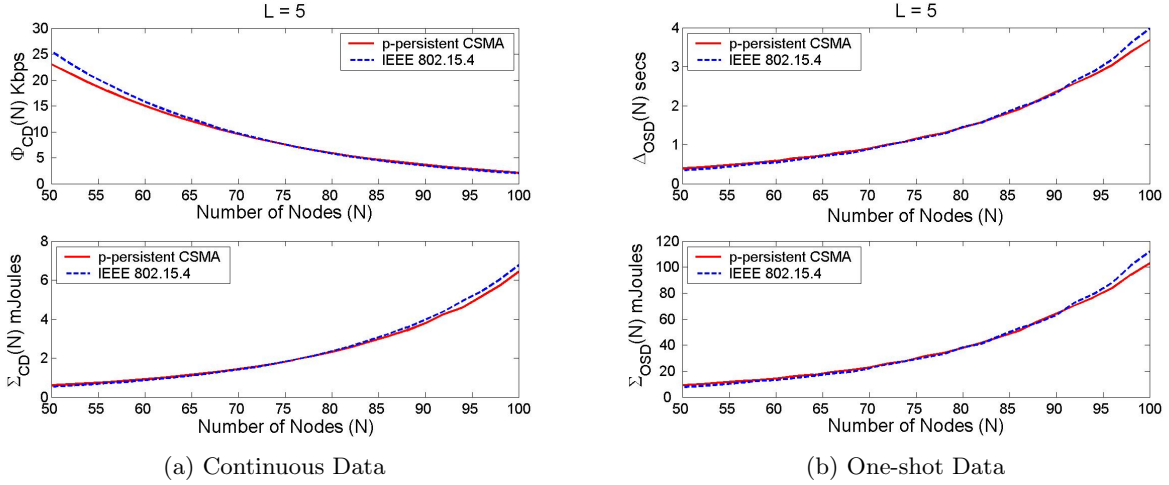 L = 5
Φ_CD(N) Kbps
30
25
20
15
10
5
0
p-persistent CSMA
IEEE 802.15.4
50 55 60 65 70 75 80 85 90 95 100
Number of Nodes (N)
Σ_CD(N) mJoules
8
6
4
2
0
p-persistent CSMA
IEEE 802.15.4
50 55 60 65 70 75 80 85 90 95 100
Number of Nodes (N)
(a) Continuous Data
L = 5
Δ_OSD(N) secs
4
3
2
1
0
p-persistent CSMA
IEEE 802.15.4
50 55 60 65 70 75 80 85 90 95 100
Number of Nodes (N)
Σ_OSD(N) mJoules
120
100
80
60
40
20
0
p-persistent CSMA
IEEE 802.15.4
50 55 60 65 70 75 80 85 90 95 100
Number of Nodes (N)
(b) One-shot Data